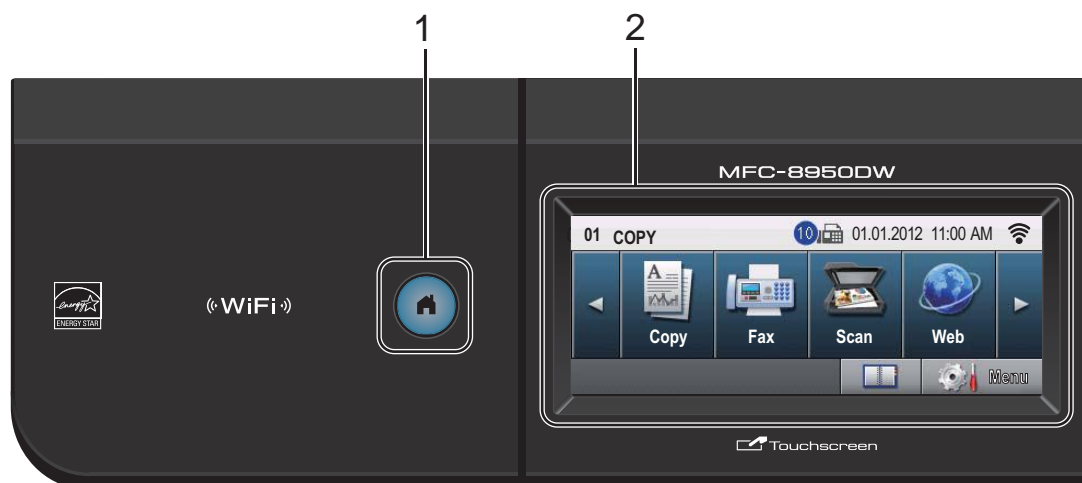 1
2
MFC-8950DW
01 COPY 10 01.01.2012 11:00 AM
A
Copy Fax Scan Web
Menu
energy
ENERGY STAR
WiFi
Touchscreen